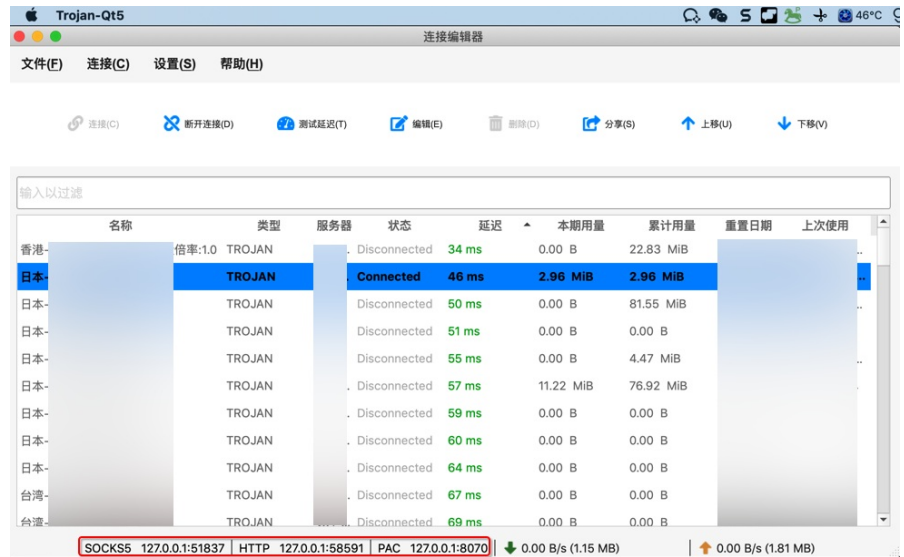 Trojan-Qt5 46°C
连接编辑器
文件(F) 连接(C) 设置(S) 帮助(H)
连接(C) 断开连接(D) 测试延迟(T) 编辑(E) 删除(D) 分享(S) 上移(U) 下移(V)
输入以过滤
名称 类型 服务器 状态 延迟 本期用量 累计用量 重置日期 上次使用
香港- 倍率:1.0 TROJAN . Disconnected 34 ms 0.00 B 22.83 MiB ..
日本- TROJAN . Connected 46 ms 2.96 MiB 2.96 MiB ..
日本- TROJAN . Disconnected 50 ms 0.00 B 81.55 MiB ..
日本- TROJAN . Disconnected 51 ms 0.00 B 0.00 B
日本- TROJAN . Disconnected 55 ms 0.00 B 4.47 MiB ..
日本- TROJAN . Disconnected 57 ms 11.22 MiB 76.92 MiB .
日本- TROJAN . Disconnected 59 ms 0.00 B 0.00 B
日本- TROJAN . Disconnected 60 ms 0.00 B 0.00 B
日本- TROJAN . Disconnected 64 ms 0.00 B 0.00 B
台湾- TROJAN . Disconnected 67 ms 0.00 B 0.00 B
台湾- TROJAN . Disconnected 69 ms 0.00 B 0.00 B
SOCKS5 127.0.0.1:51837 HTTP 127.0.0.1:58591 PAC 127.0.0.1:8070 0.00 B/s (1.15 MB) 0.00 B/s (1.81 MB)